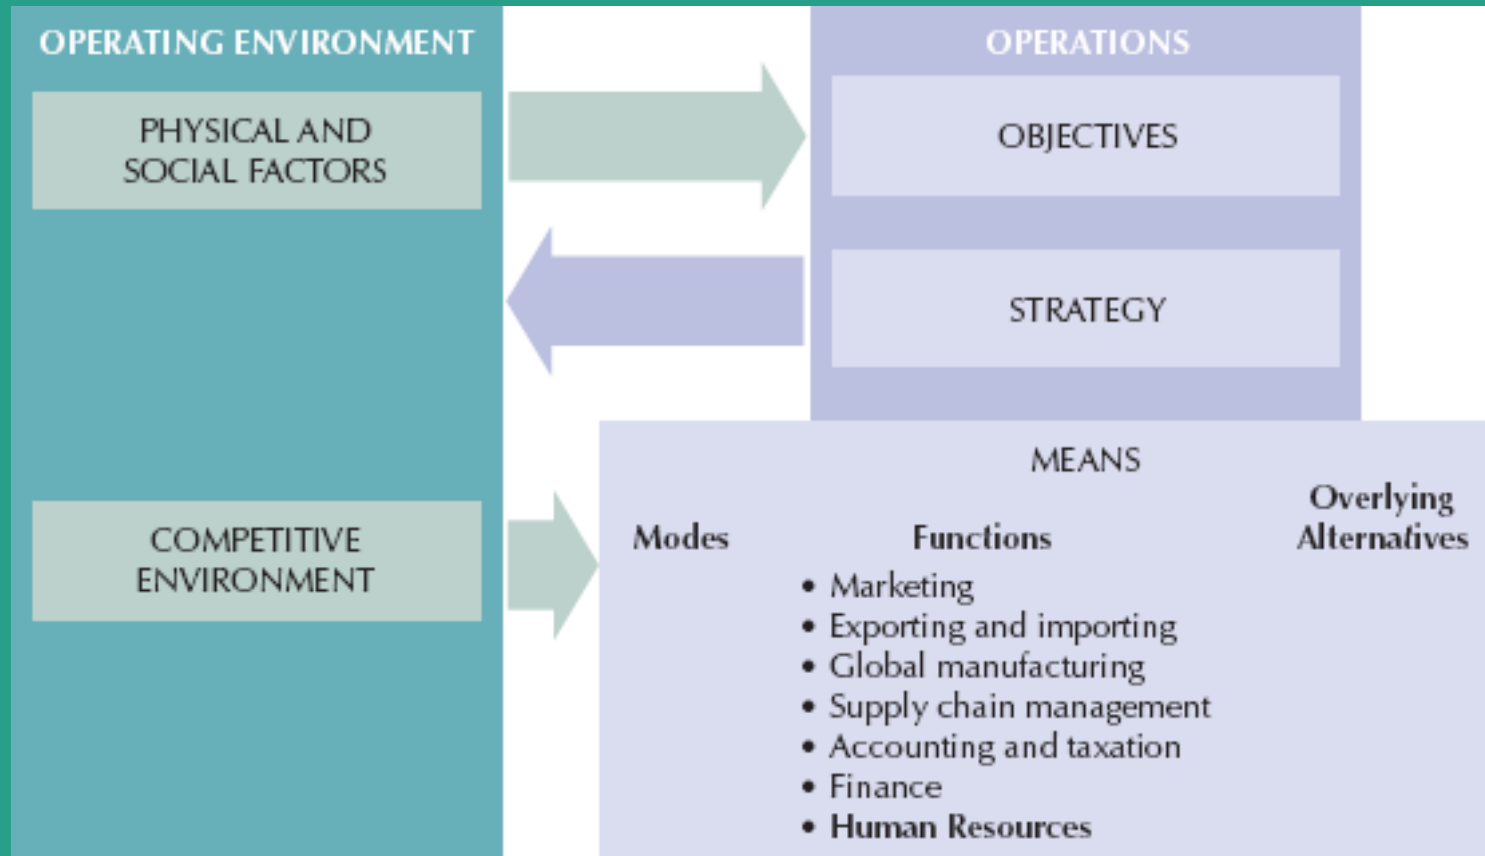 OPERATING ENVIRONMENT
PHYSICAL AND
SOCIAL FACTORS
COMPETITIVE
ENVIRONMENT
OPERATIONS
OBJECTIVES
STRATEGY
MEANS
Modes
Functions
• Marketing
• Exporting and importing
• Global manufacturing
• Supply chain management
• Accounting and taxation
• Finance
• Human Resources
Overlying
Alternatives